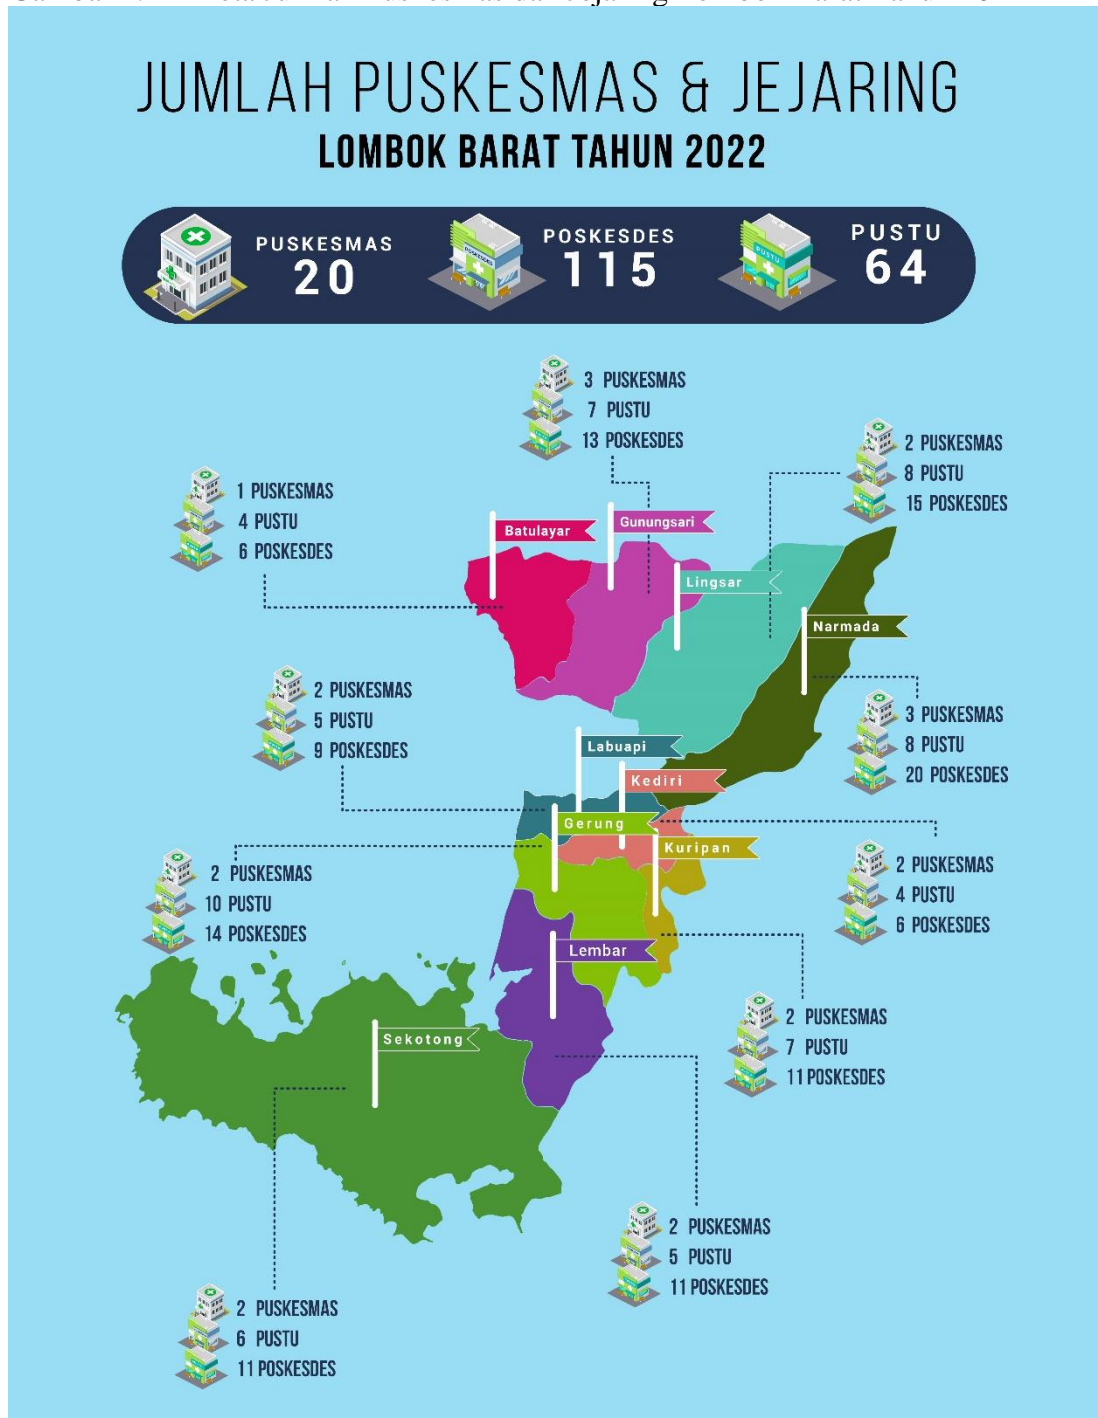 JUMLAH PUSKESMAS & JEJARING
LOMBOK BARAT TAHUN 2022
PUSKESMAS
20
POSKESDES
POSKESDES
115
PUSTU
PUSTU
64
3 PUSKESMAS
7 PUSTU
13 POSKESDES
2 PUSKESMAS
8 PUSTU
15 POSKESDES
1 PUSKESMAS
4 PUSTU
6 POSKESDES
Batulayar
Gunungsari
Lingsar
Narmada
2 PUSKESMAS
5 PUSTU
9 POSKESDES
3 PUSKESMAS
8 PUSTU
20 POSKESDES
Labuapi
Kediri
Gerung
Kuripan
2 PUSKESMAS
10 PUSTU
14 POSKESDES
2 PUSKESMAS
4 PUSTU
6 POSKESDES
Lembar
Sekotong
2 PUSKESMAS
7 PUSTU
11 POSKESDES
2 PUSKESMAS
5 PUSTU
11 POSKESDES
2 PUSKESMAS
6 PUSTU
11 POSKESDES